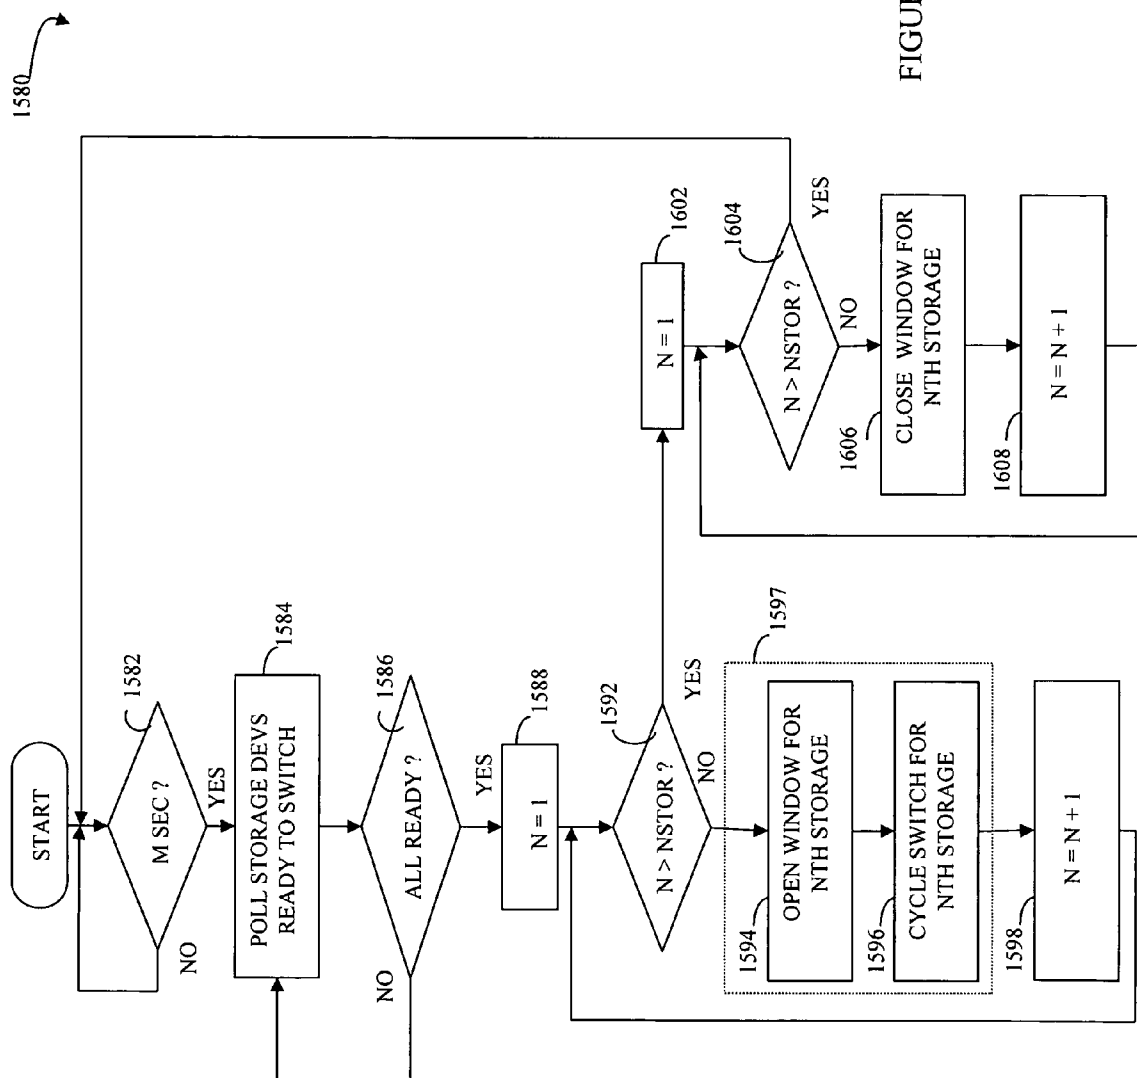 1580
START
M SEC ?
1582
YES
NO
POLL STORAGE DEVS
READY TO SWITCH
1584
ALL READY ?
1586
NO
YES
N = 1
1588
N > NSTOR ?
1592
YES
NO
1597
OPEN WINDOW FOR
NTH STORAGE
1594
CYCLE SWITCH FOR
NTH STORAGE
1596
N = N + 1
1598
N = 1
1602
N > NSTOR ?
1604
YES
NO
CLOSE WINDOW FOR
NTH STORAGE
1606
N = N + 1
1608